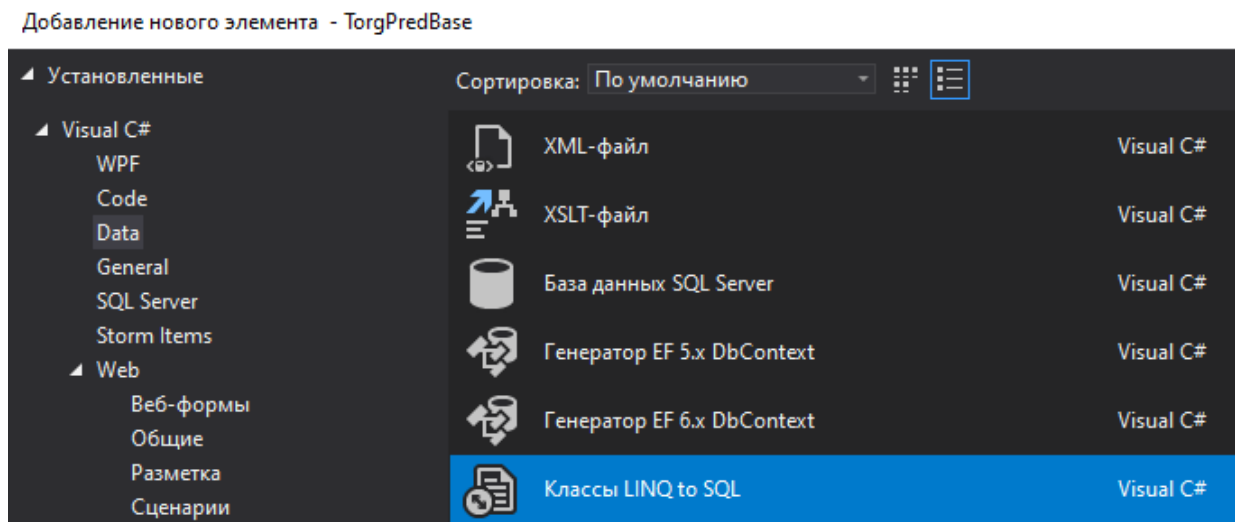 Добавление нового элемента - TorgPredBase
Установленные
Visual C#
WPF
Code
Data
General
SQL Server
Storm Items
Web
Веб-формы
Общие
Разметка
Сценарии
Сортировка: По умолчанию
XML-файл Visual C#
XSLT-файл Visual C#
База данных SQL Server Visual C#
Генератор EF 5.x DbContext Visual C#
Генератор EF 6.x DbContext Visual C#
Классы LINQ to SQL Visual C#